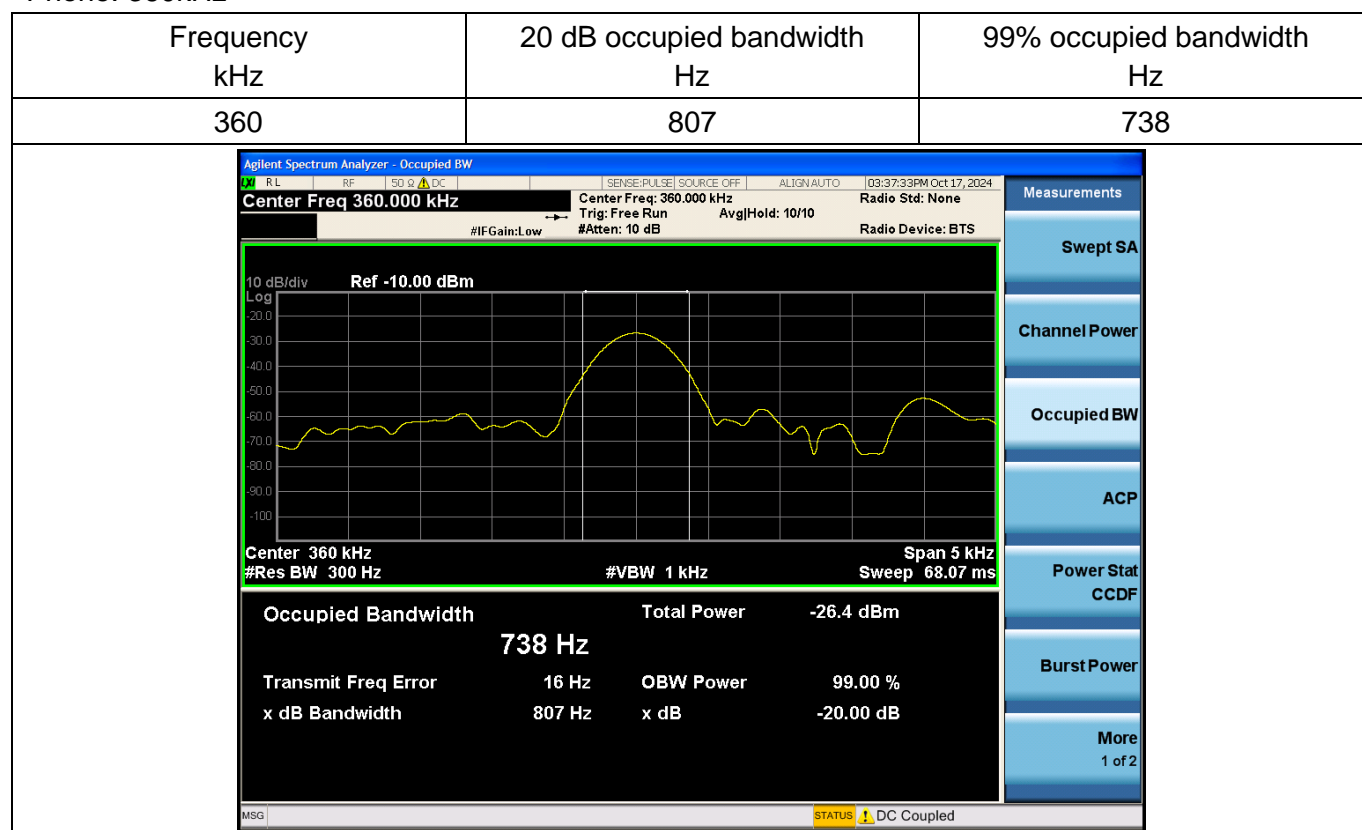 Frequency
kHz
20 dB occupied bandwidth
Hz
99% occupied bandwidth
Hz
360
807
738
Agilent Spectrum Analyzer - Occupied BW
LXI RL RF 50 Ω DC SENSE:PULSE SOURCE OFF ALIGN AUTO 03:37:33PM Oct 17, 2024
Center Freq 360.000 kHz
Center Freq: 360.000 kHz
Radio Std: None
Trig: Free Run Avg|Hold: 10/10
#IFGain:Low
#Atten: 10 dB
Radio Device: BTS
10 dB/div Ref -10.00 dBm
Log
-20.0
-30.0
-40.0
-50.0
-60.0
-70.0
-80.0
-90.0
-100
Center 360 kHz
Span 5 kHz
#Res BW 300 Hz
#VBW 1 kHz
Sweep 68.07 ms
Occupied Bandwidth
Total Power -26.4 dBm
738 Hz
Transmit Freq Error 16 Hz
OBW Power 99.00 %
x dB Bandwidth 807 Hz
x dB -20.00 dB
Measurements
Swept SA
Channel Power
Occupied BW
ACP
Power Stat
CCDF
Burst Power
More
1 of 2
MSG
STATUS
DC Coupled